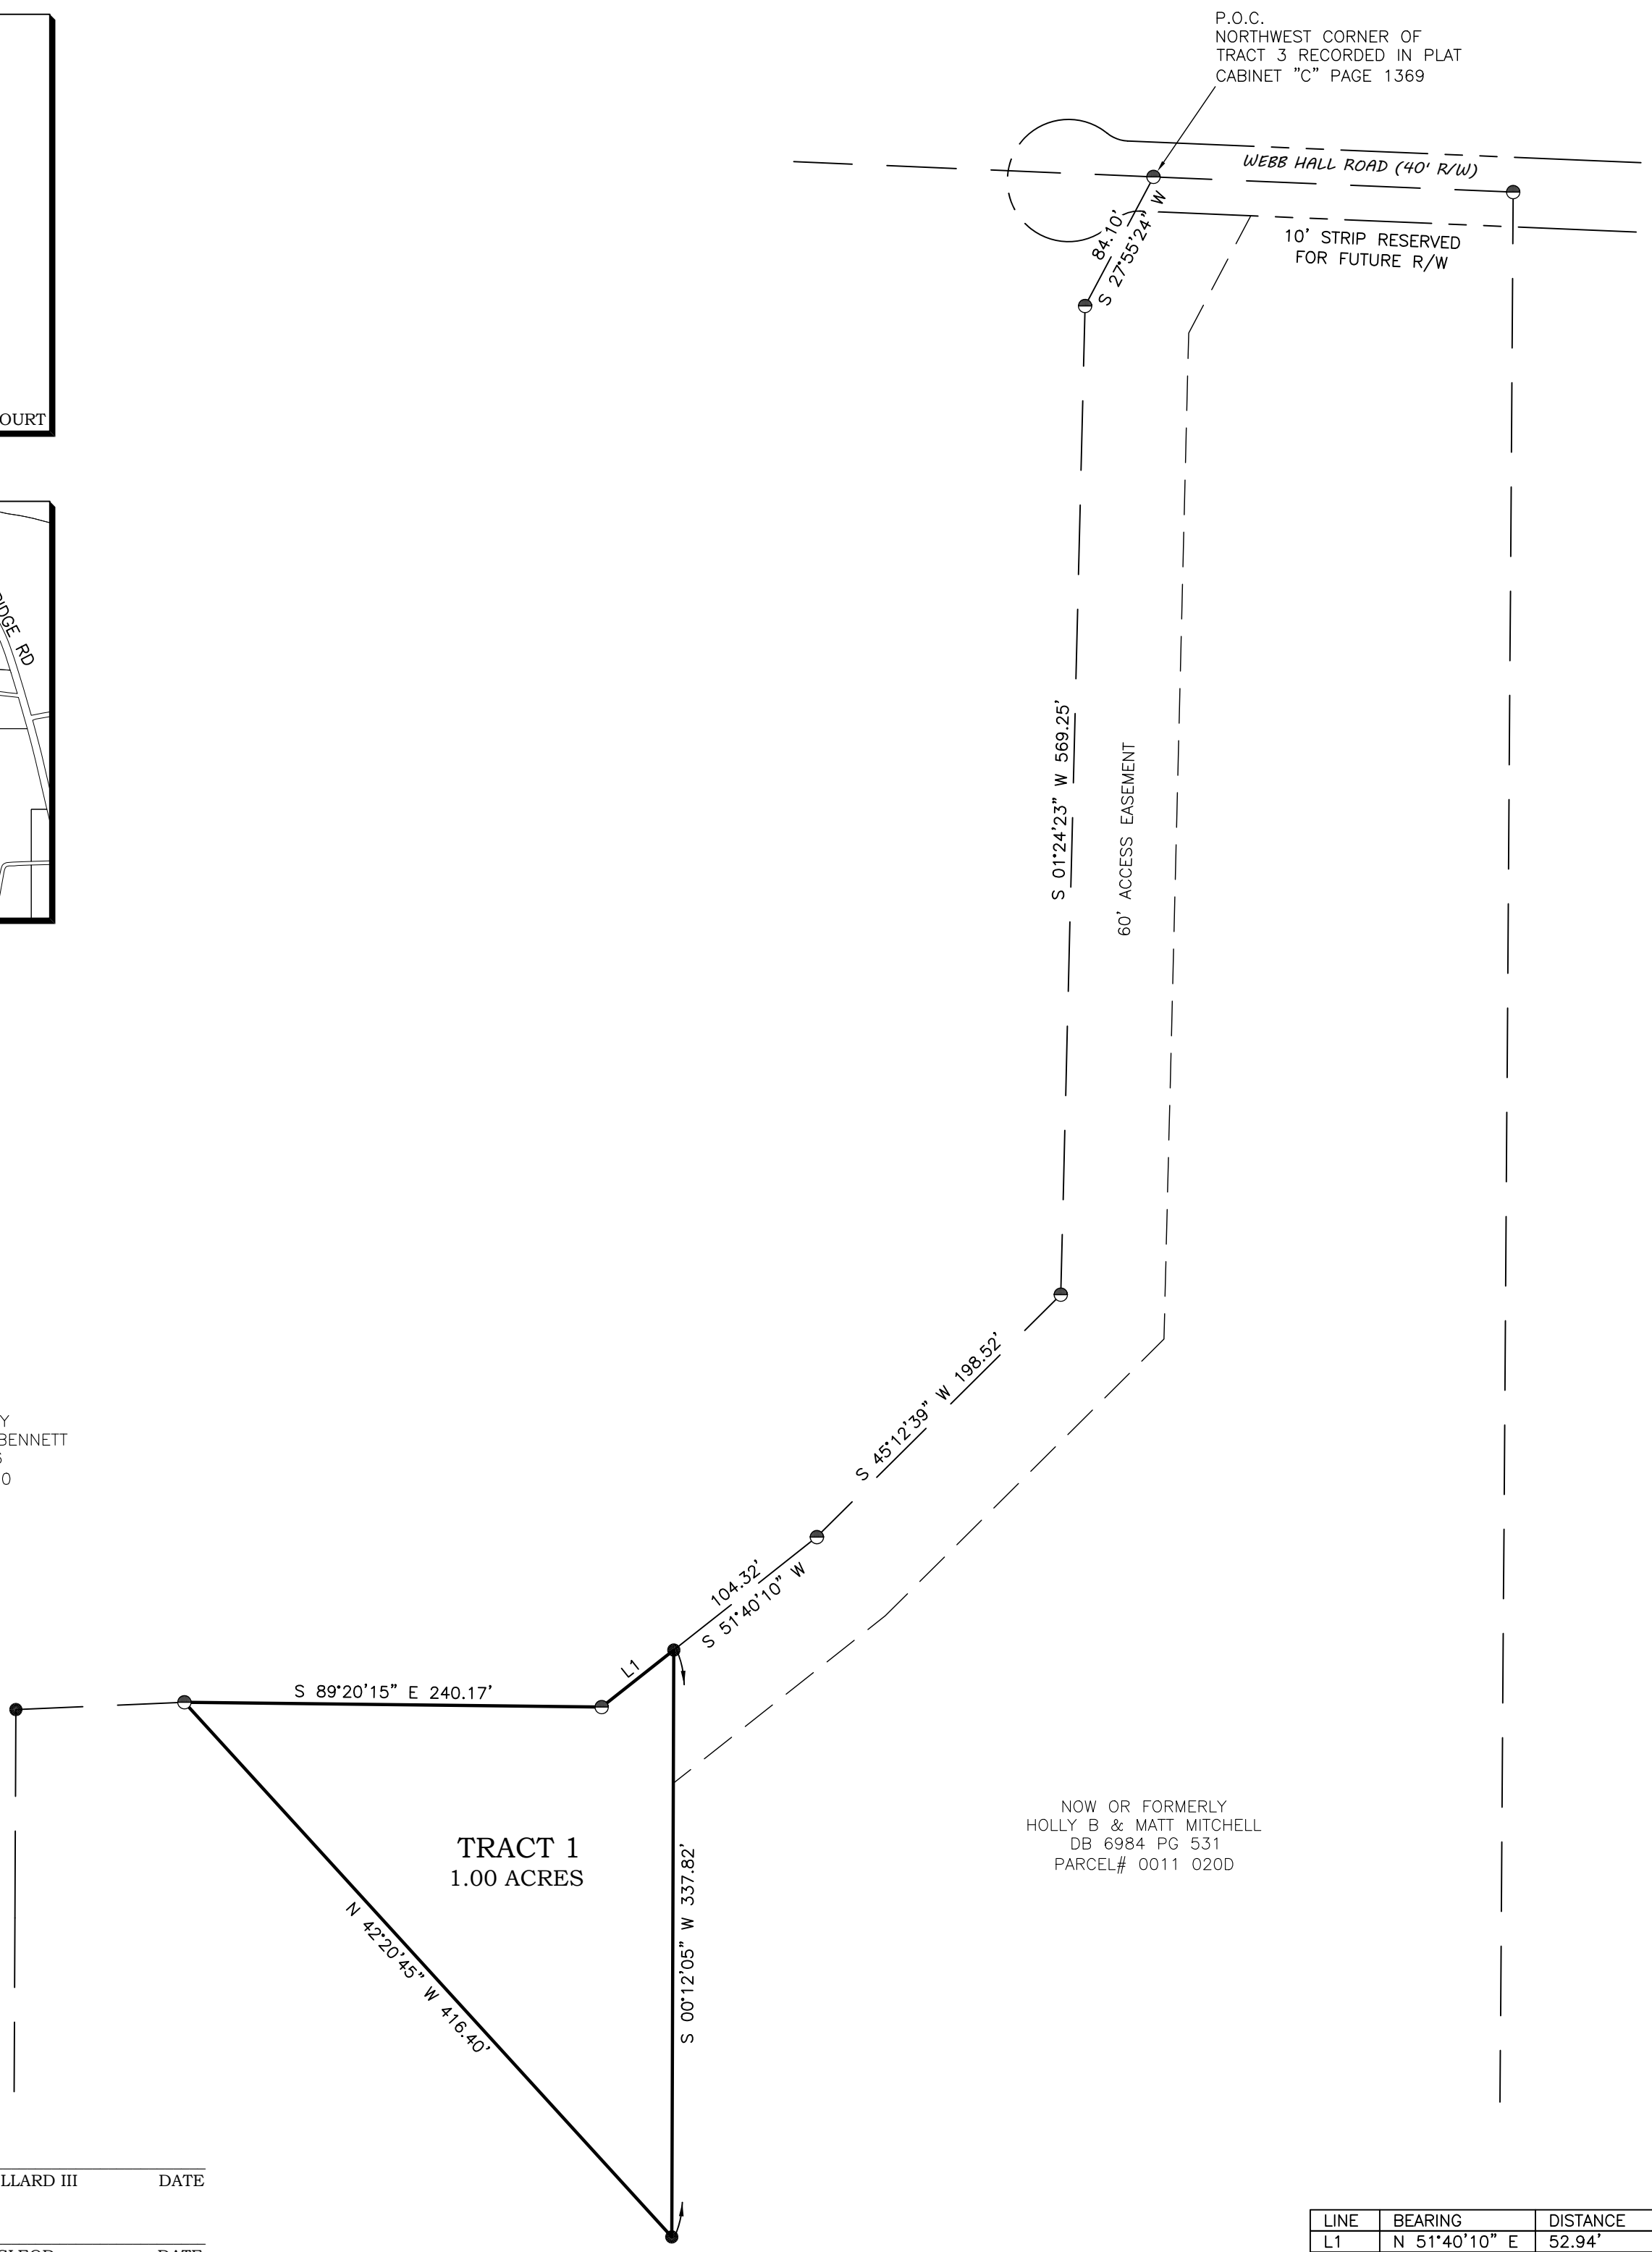 P.O.C.
NORTHWEST CORNER OF
TRACT 3 RECORDED IN PLAT
CABINET "C" PAGE 1369
WEBB HALL ROAD (40' R/W)
10' STRIP RESERVED
FOR FUTURE R/W
84.10'
S 27°55'24" W
OURT
RD
S 01°24'23" W 569.25'
60' ACCESS EASEMENT
S 45°12'39" W 198.52'
Y
BENNETT
0
104.32'
S 51°40'10" W
L1
S 89°20'15" E 240.17'
TRACT 1
1.00 ACRES
NOW OR FORMERLY
HOLLY B & MATT MITCHELL
DB 6984 PG 531
PARCEL# 0011 020D
N 42°20'45" W 416.40'
S 00°12'05" W 337.82'
LLARD III DATE
LINE BEARING DISTANCE
L1 N 51°40'10" E 52.94'